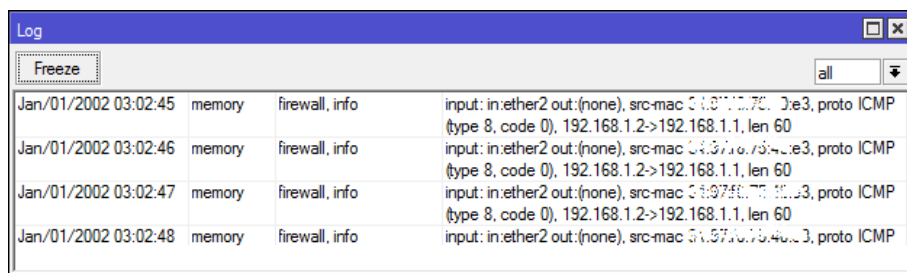 Log
Freeze
all
Jan/01/2002 03:02:45 memory firewall, info input: in:ether2 out:(none), src-mac proto ICMP
(type 8, code 0), 192.168.1.2->192.168.1.1, len 60
Jan/01/2002 03:02:46 memory firewall, info input: in:ether2 out:(none), src-mac proto ICMP
(type 8, code 0), 192.168.1.2->192.168.1.1, len 60
Jan/01/2002 03:02:47 memory firewall, info input: in:ether2 out:(none), src-mac proto ICMP
(type 8, code 0), 192.168.1.2->192.168.1.1, len 60
Jan/01/2002 03:02:48 memory firewall, info input: in:ether2 out:(none), src-mac proto ICMP